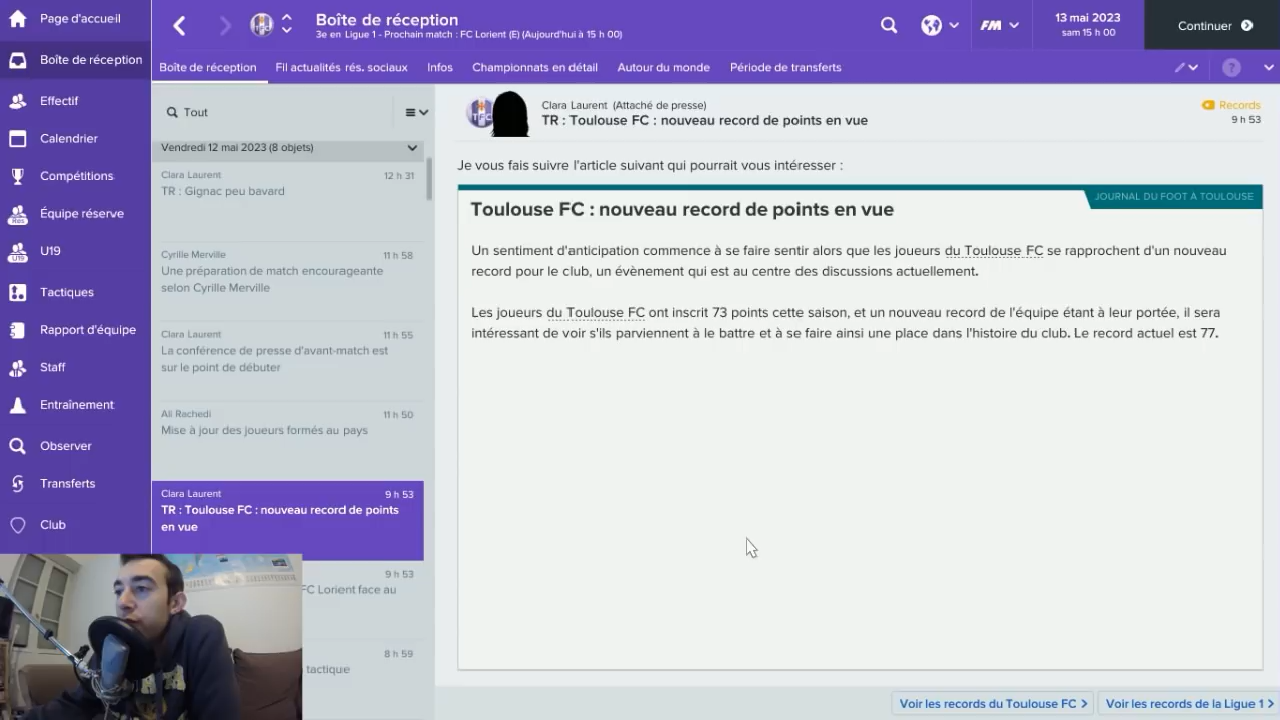 Page d'accueil
Boîte de réception
Effectif
Calendrier
Compétitions
Équipe réserve
U19
Tactiques
Rapport d'équipe
Staff
Entraînement
Observer
Transferts
Club
Boîte de réception
3e en Ligue 1 - Prochain match : FC Lorient (E) (Aujourd'hui à 15 h 00)
FM
13 mai 2023
sam 15 h 00
Continuer
Boîte de réception
Fil actualités rés. sociaux
Infos
Championnats en détail
Autour du monde
Période de transferts
Tout
Vendredi 12 mai 2023 (8 objets)
Clara Laurent 12 h 31
TR : Gignac peu bavard
Cyrille Merville 11 h 58
Une préparation de match encourageante
selon Cyrille Merville
Clara Laurent 11 h 55
La conférence de presse d'avant-match est
sur le point de débuter
Ali Rachedi 11 h 50
Mise à jour des joueurs formés au pays
Clara Laurent 9 h 53
TR : Toulouse FC : nouveau record de points
en vue
9 h 53
FC Lorient face au
8 h 59
tactique
Clara Laurent (Attaché de presse)
TR : Toulouse FC : nouveau record de points en vue
Records
9 h 53
Je vous fais suivre l'article suivant qui pourrait vous intéresser :
JOURNAL DU FOOT À TOULOUSE
Toulouse FC : nouveau record de points en vue
Un sentiment d'anticipation commence à se faire sentir alors que les joueurs du Toulouse FC se rapprochent d'un nouveau
record pour le club, un évènement qui est au centre des discussions actuellement.
Les joueurs du Toulouse FC ont inscrit 73 points cette saison, et un nouveau record de l'équipe étant à leur portée, il sera
intéressant de voir s'ils parviennent à le battre et à se faire ainsi une place dans l'histoire du club. Le record actuel est 77.
Voir les records du Toulouse FC
Voir les records de la Ligue 1